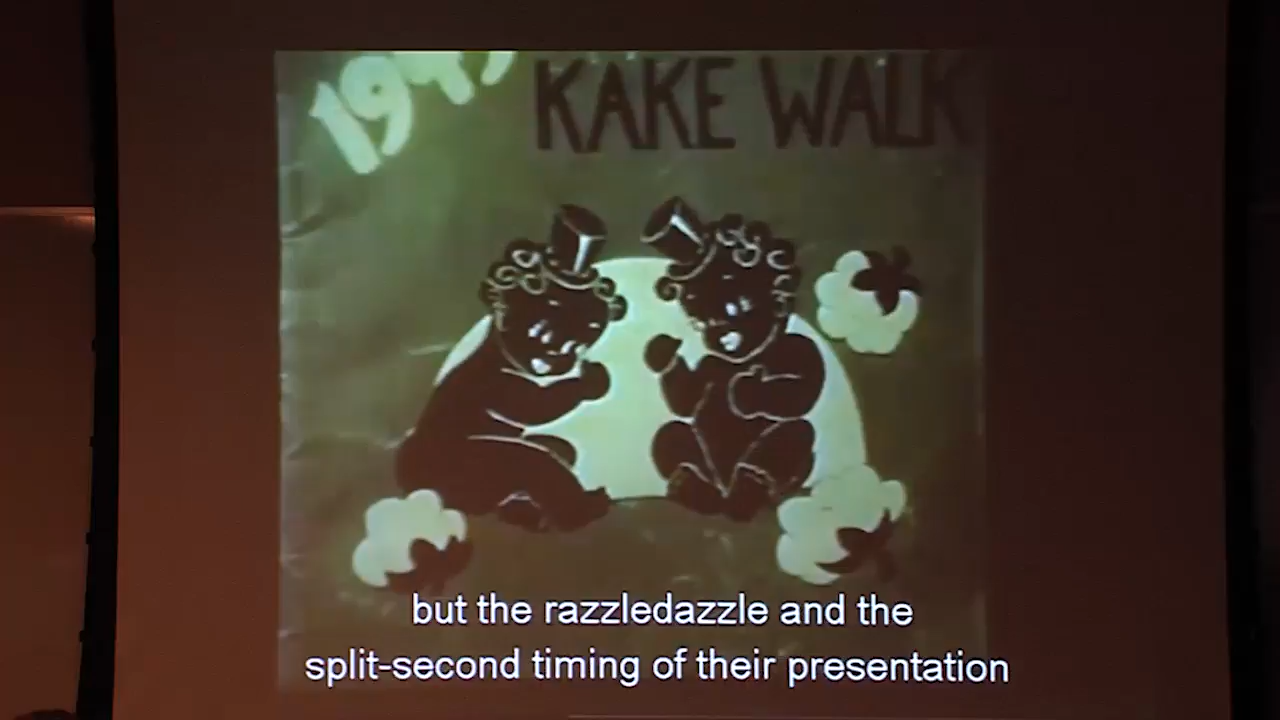 KAKE WALK
but the razzledazzle and the
split-second timing of their presentation